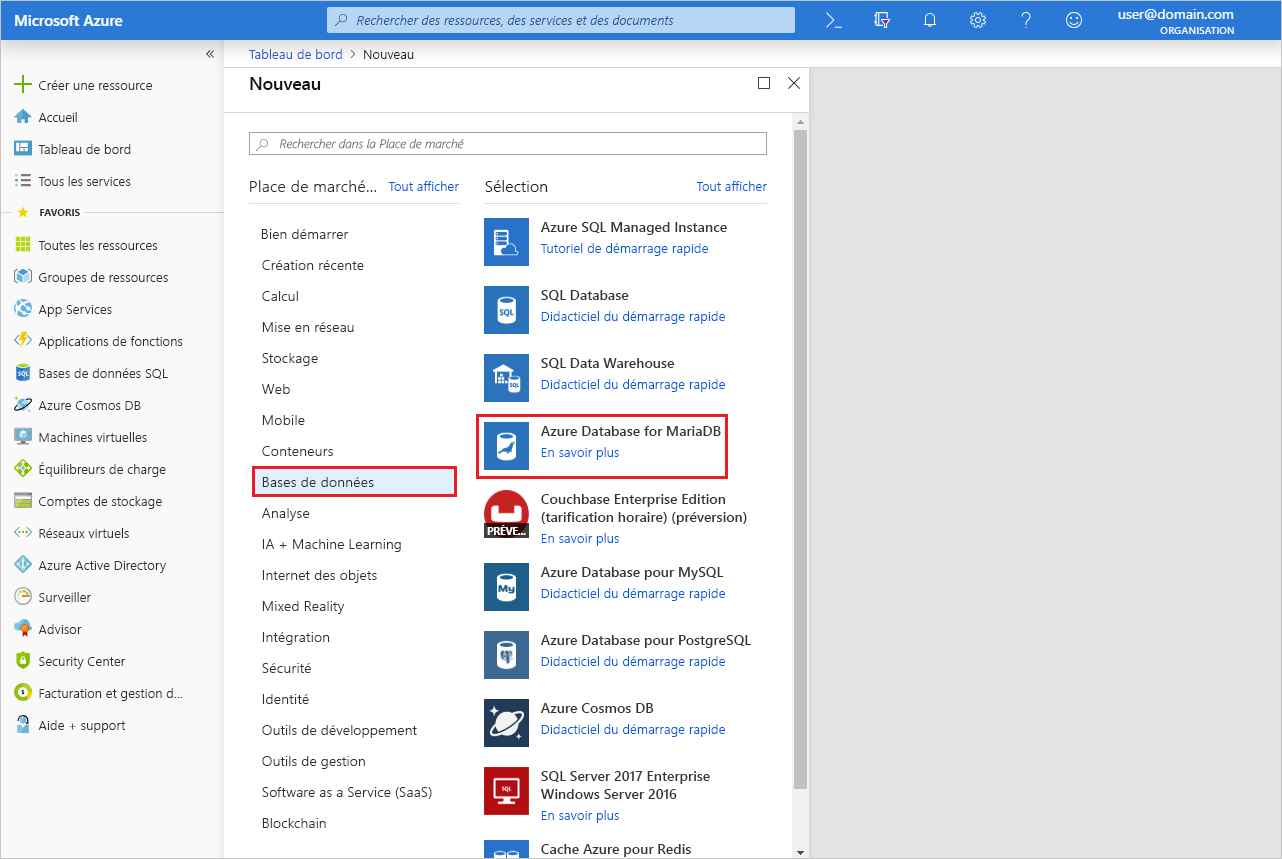 Microsoft Azure
Rechercher des ressources, des services et des documents
user@domain.com
ORGANISATION
Créer une ressource
Accueil
Tableau de bord
Tous les services
FAVORIS
Toutes les ressources
Groupes de ressources
App Services
Applications de fonctions
Bases de données SQL
Azure Cosmos DB
Machines virtuelles
Équilibreurs de charge
Comptes de stockage
Réseaux virtuels
Azure Active Directory
Surveiller
Advisor
Security Center
Facturation et gestion d...
Aide + support
Tableau de bord > Nouveau
Nouveau
Rechercher dans la Place de marché
Place de marché... Tout afficher
Bien démarrer
Création récente
Calcul
Mise en réseau
Stockage
Web
Mobile
Conteneurs
Bases de données
Analyse
IA + Machine Learning
Internet des objets
Mixed Reality
Intégration
Sécurité
Identité
Outils de développement
Outils de gestion
Software as a Service (SaaS)
Blockchain
Sélection Tout afficher
Azure SQL Managed Instance
Tutoriel de démarrage rapide
SQL
SQL Database
Didacticiel du démarrage rapide
SQL
SQL Data Warehouse
Didacticiel du démarrage rapide
Azure Database for MariaDB
En savoir plus
PRÉVE...
Couchbase Enterprise Edition
(tarification horaire) (préversion)
En savoir plus
My
Azure Database pour MySQL
Didacticiel du démarrage rapide
Azure Database pour PostgreSQL
Didacticiel du démarrage rapide
Azure Cosmos DB
Didacticiel du démarrage rapide
SQL
SQL Server 2017 Enterprise
Windows Server 2016
En savoir plus
Cache Azure pour Redis